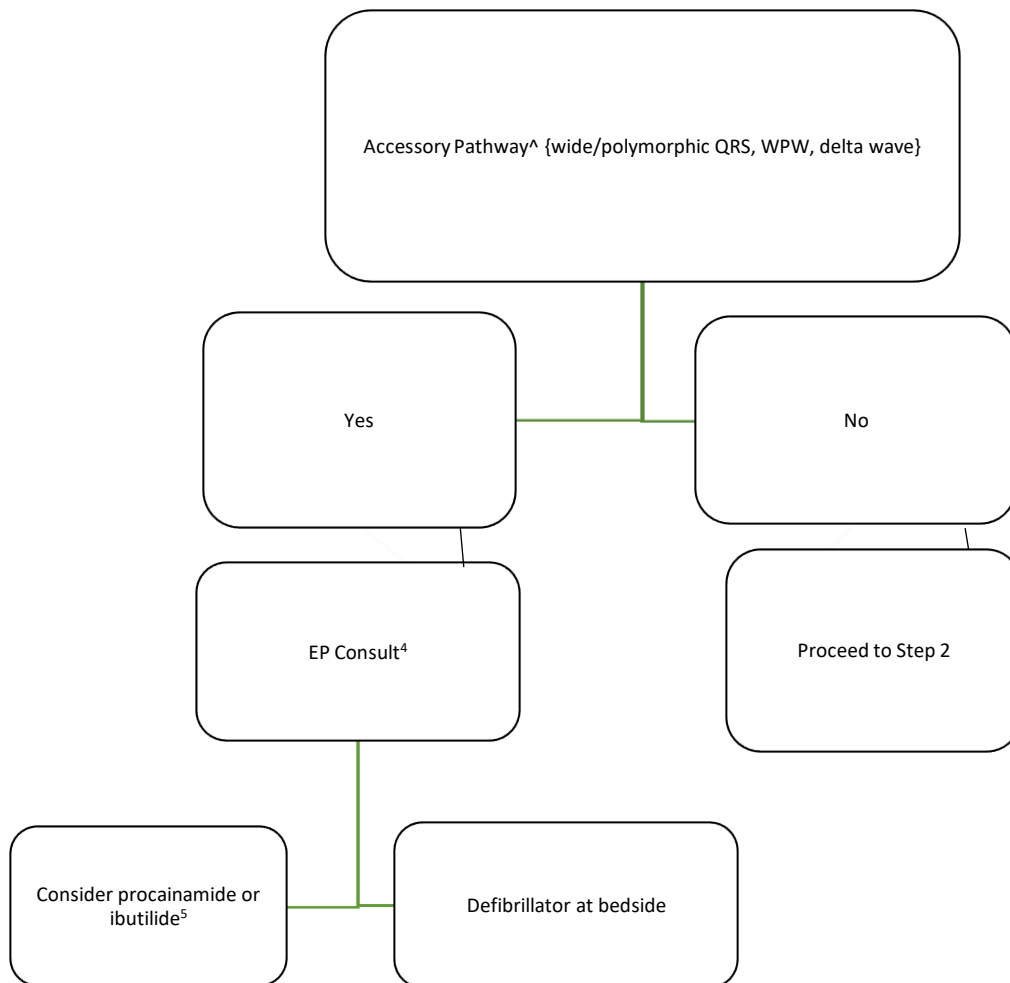 Accessory Pathway^ {wide/polymorphic QRS, WPW, delta wave}
Yes
No
EP Consult4
Proceed to Step 2
Consider procainamide or
ibutilide5
Defibrillator at bedside